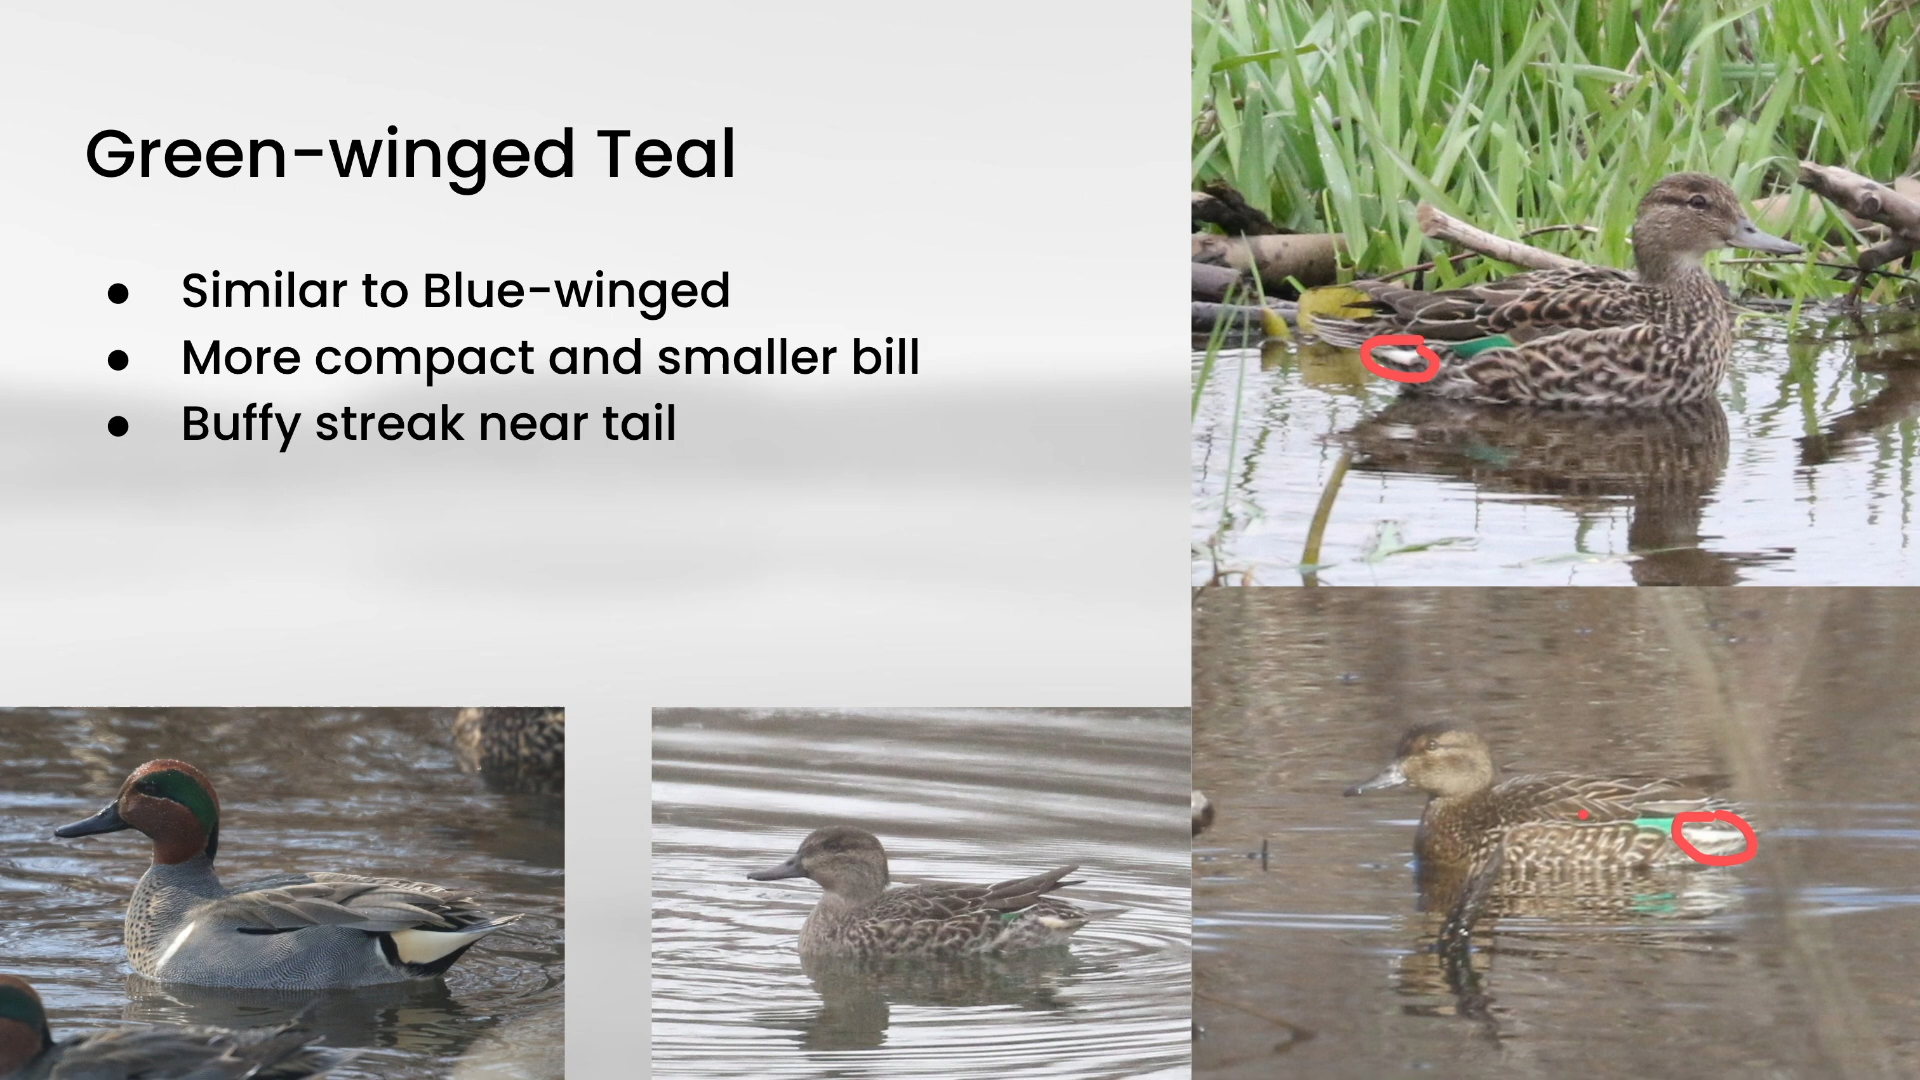 Green-winged Teal
● Similar to Blue-winged
● More compact and smaller bill
● Buffy streak near tail